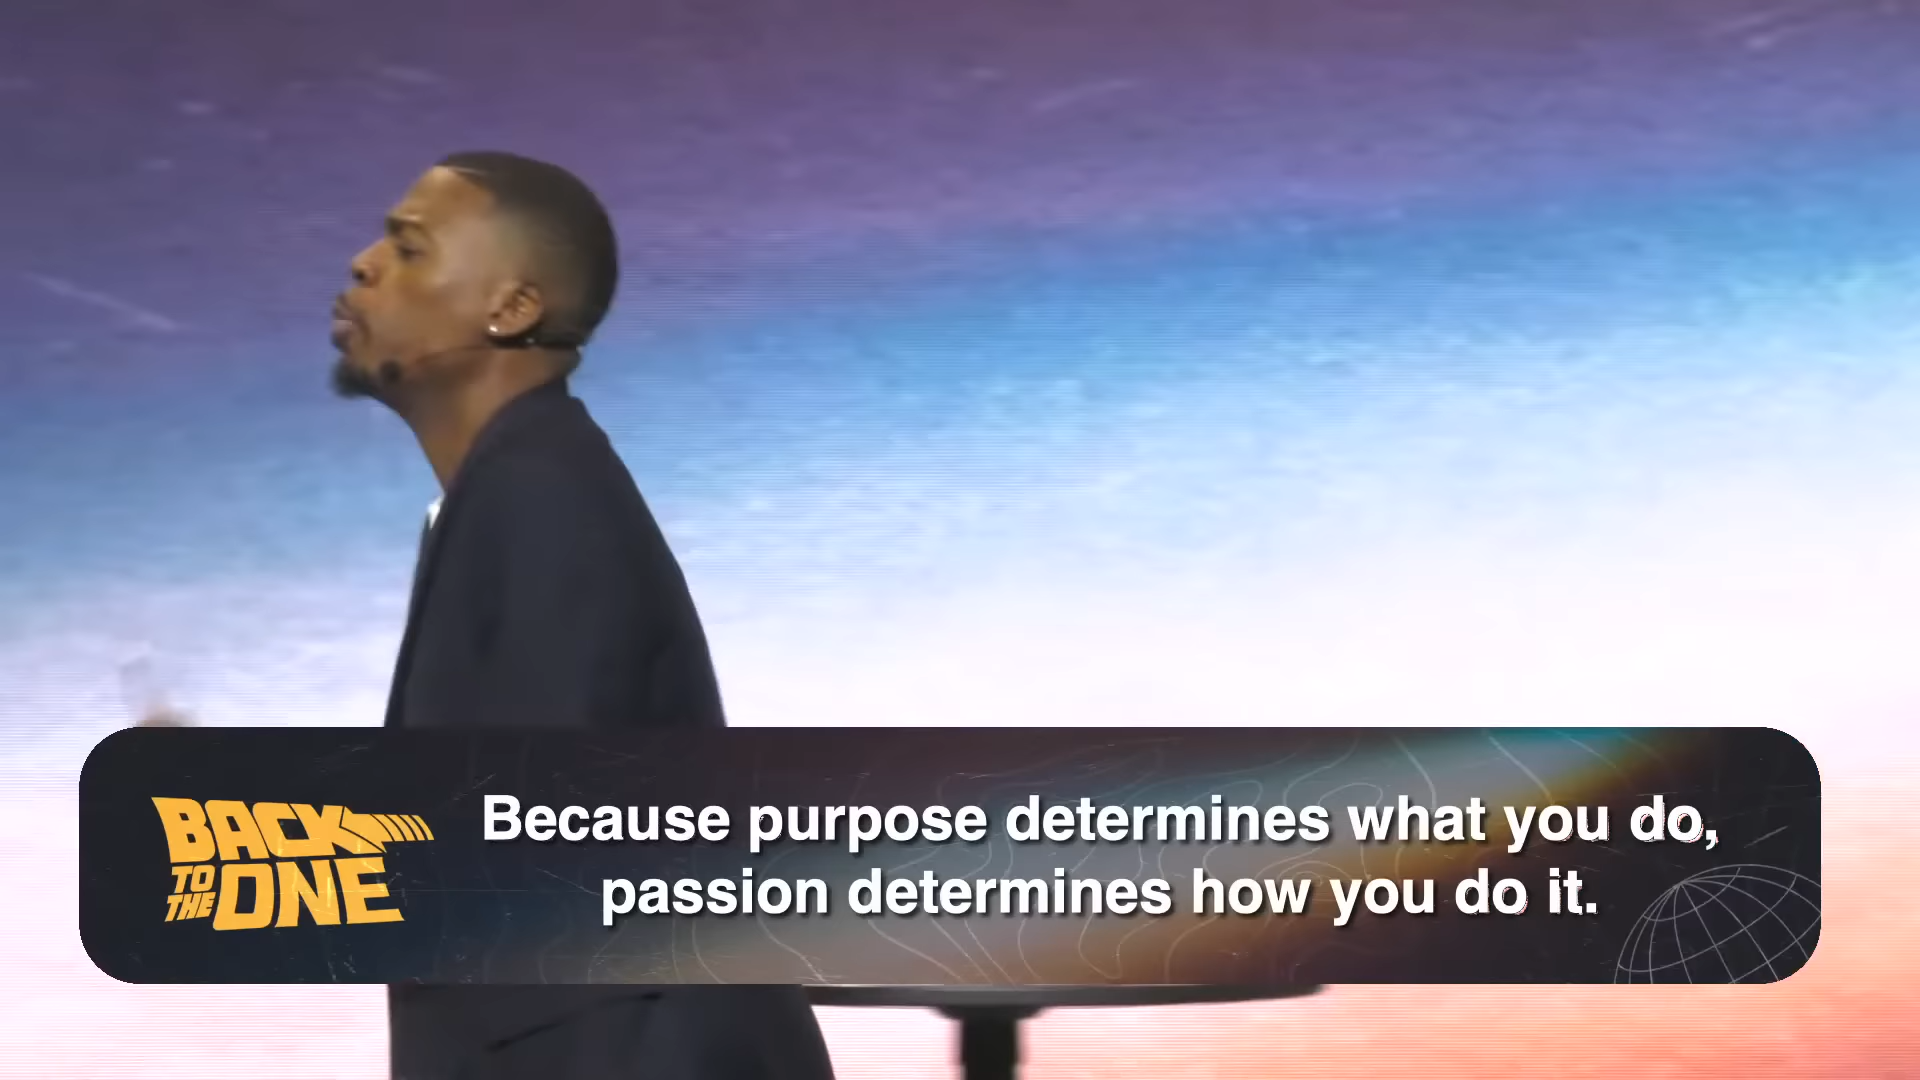 BACK
TO THE ONE
Because purpose determines what you do,
passion determines how you do it.